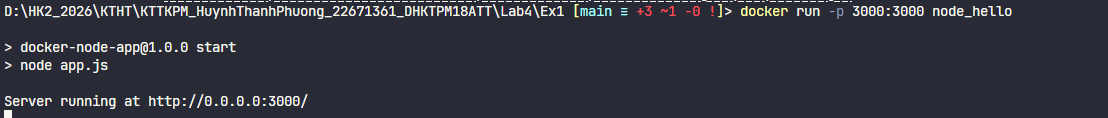 D:\HK2_2026\KTHT\KTTKPM_HuynhThanhPhuong_22671361_DHKTPM18ATT\Lab4\Ex1 [main ≡ +3 ~1 -0 !]> docker run -p 3000:3000 node_hello
> docker-node-app@1.0.0 start
> node app.js
Server running at http://0.0.0.0:3000/